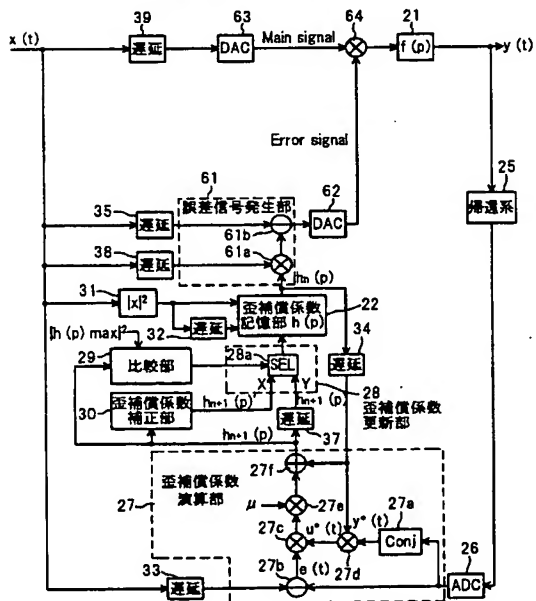 39
63
64
21
x (t)
遅延
DAC
Main signal
f (p)
y (t)
Error signal
25
帰還系
61
誤差信号発生部
62
35
遅延
61b
DAC
38
遅延
61a
hn (p)
31
|x|²
歪補償係数
記憶部 h (p)
22
32
遅延
34
遅延
|h (p) max|²
29
比較部
28a
SEL
X
Y
28
歪補償係数
更新部
30
歪補償係数
補正部
hn+1 (p)'
hn+1 (p)
遅延
37
hn+1 (p)
27f
27
歪補償係数
演算部
μ
27e
y* (t)
27a
27c
u* (t)
Conj
27d
26
33
遅延
27b
e (t)
ADC